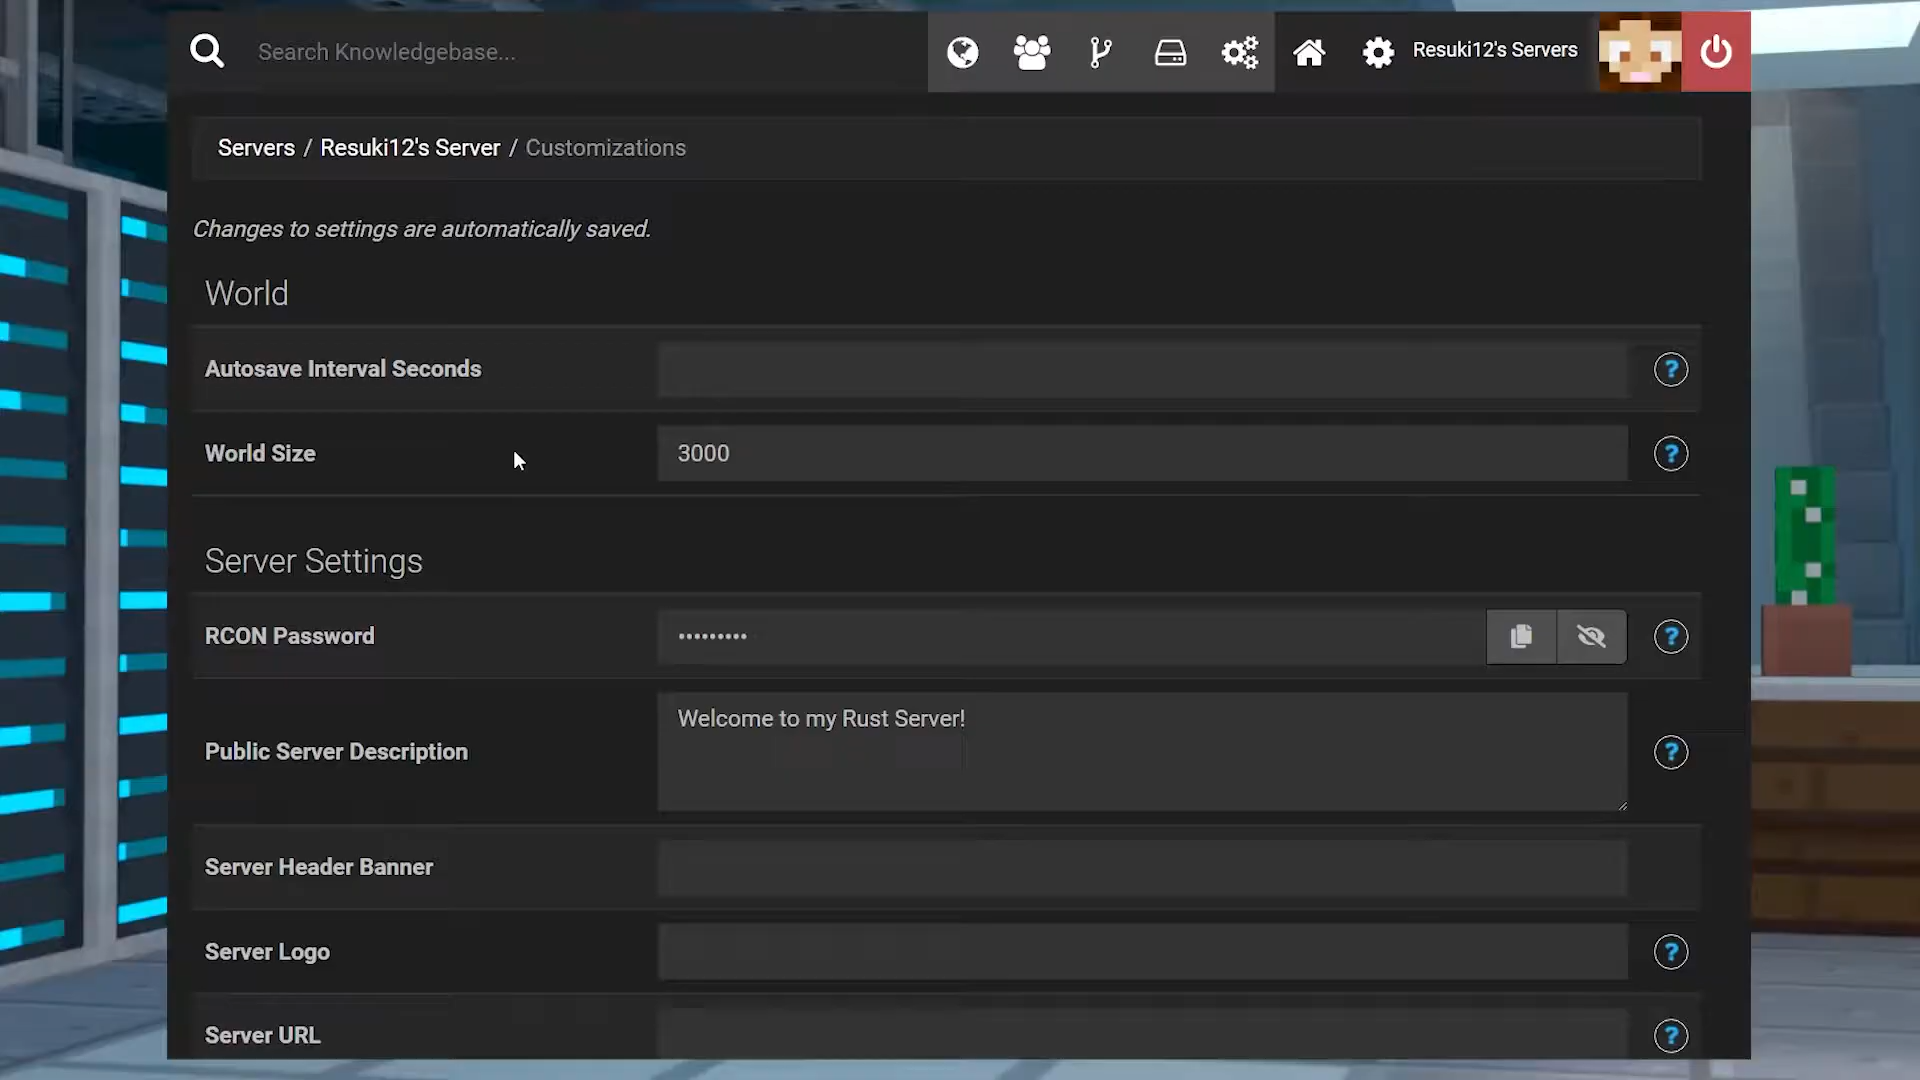 Search Knowledgebase...
Resuki12's Servers
Servers / Resuki12's Server / Customizations
Changes to settings are automatically saved.
World
Autosave Interval Seconds
?
World Size
3000
?
Server Settings
RCON Password
•••••••••
?
Public Server Description
Welcome to my Rust Server!
?
Server Header Banner
Server Logo
?
Server URL
?